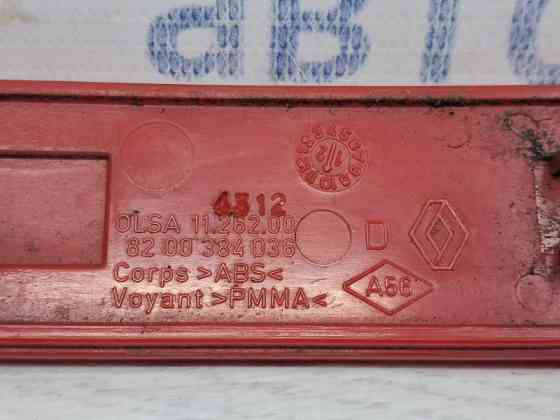 4312
OLSA 11.262.00
82 00 384 036
D
Corps >ABS<
Voyant >PMMA<
A56